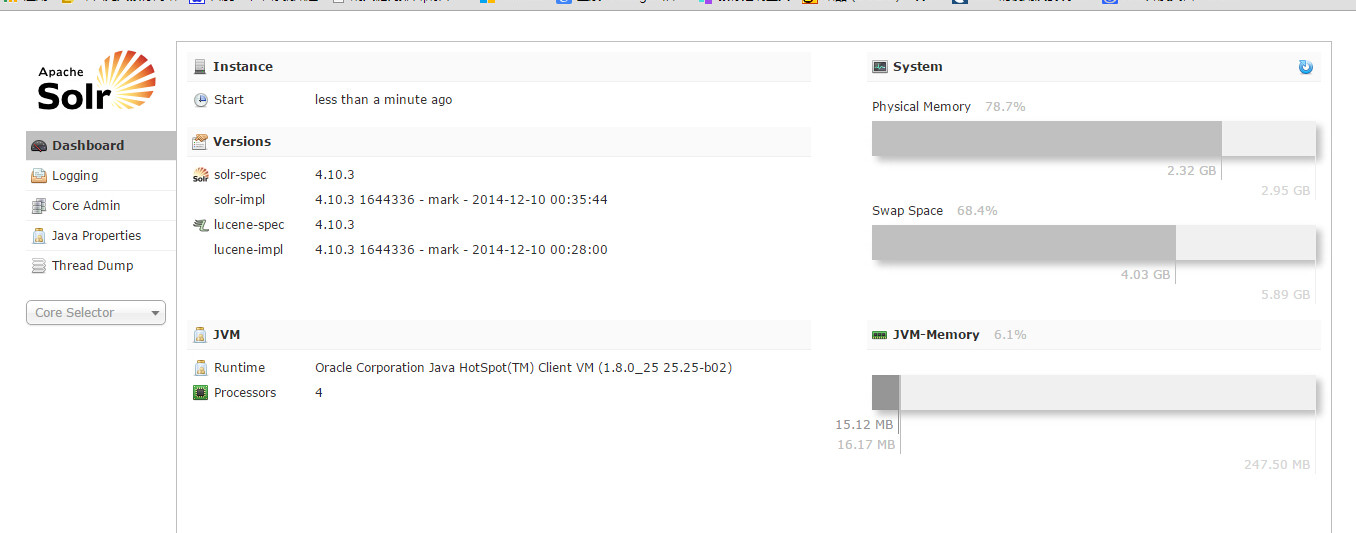 Apache
Solr
Dashboard
Logging
Core Admin
Java Properties
Thread Dump
Core Selector
Instance
Start less than a minute ago
Versions
solr-spec 4.10.3
solr-impl 4.10.3 1644336 - mark - 2014-12-10 00:35:44
lucene-spec 4.10.3
lucene-impl 4.10.3 1644336 - mark - 2014-12-10 00:28:00
JVM
Runtime Oracle Corporation Java HotSpot(TM) Client VM (1.8.0_25 25.25-b02)
Processors 4
System
Physical Memory 78.7%
2.32 GB
2.95 GB
Swap Space 68.4%
4.03 GB
5.89 GB
JVM-Memory 6.1%
15.12 MB
16.17 MB
247.50 MB